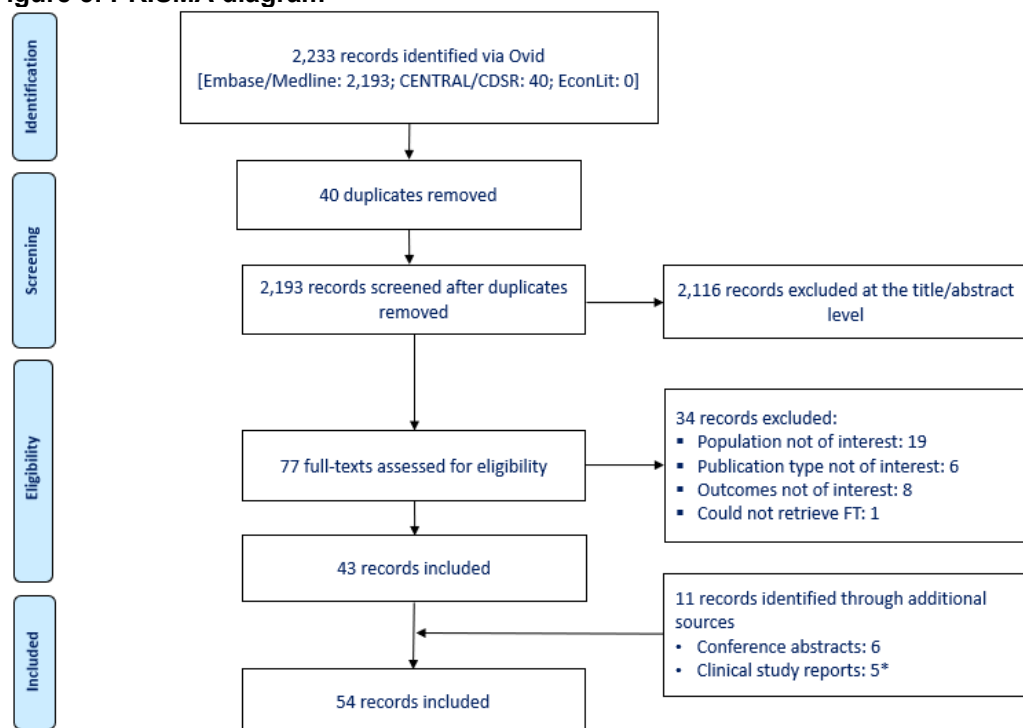 Identification
2,233 records identified via Ovid
[Embase/Medline: 2,193; CENTRAL/CDSR: 40; EconLit: 0]
Screening
40 duplicates removed
2,193 records screened after duplicates
removed
2,116 records excluded at the title/abstract
level
Eligibility
77 full-texts assessed for eligibility
34 records excluded:
▪ Population not of interest: 19
▪ Publication type not of interest: 6
▪ Outcomes not of interest: 8
▪ Could not retrieve FT: 1
43 records included
Included
11 records identified through additional
sources
• Conference abstracts: 6
• Clinical study reports: 5*
54 records included